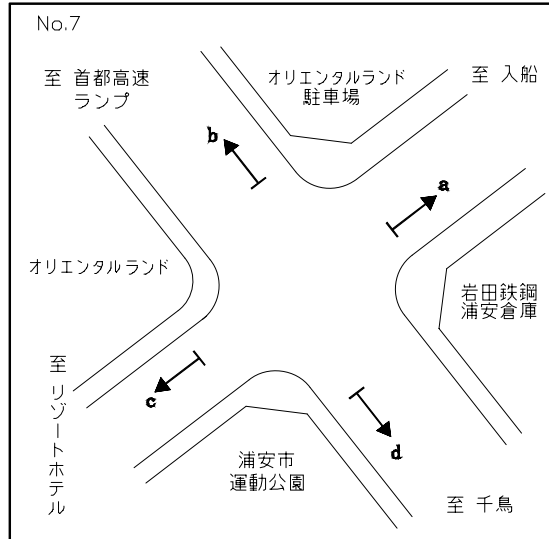 No.7
至 首都高速
ランプ
オリエンタルランド
駐車場
至 入船
b
a
オリエンタルランド
岩田鉄鋼
浦安倉庫
至 リゾートホテル
c
d
浦安市
運動公園
至 千鳥